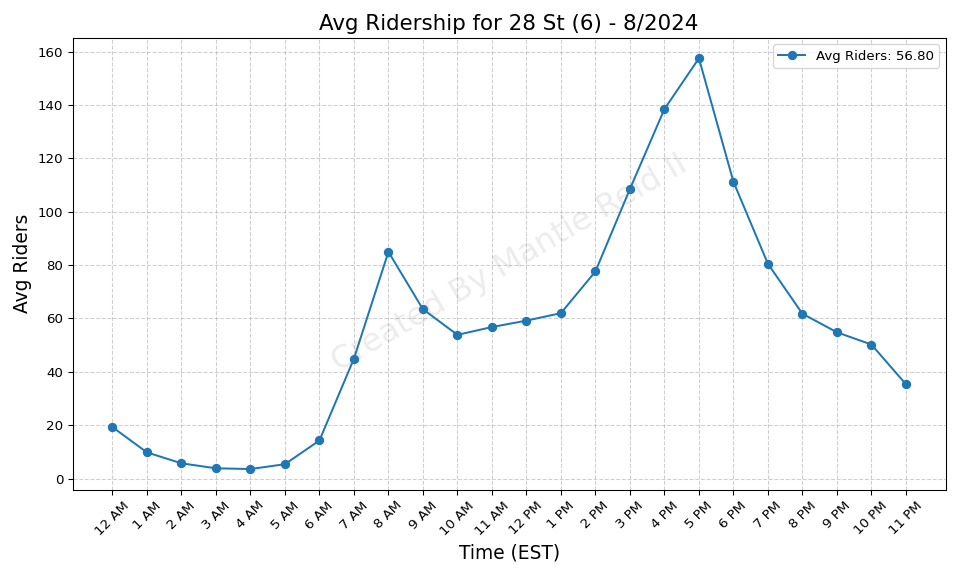 Avg Ridership for 28 St (6) - 8/2024
Avg Riders: 56.80
Avg Riders
160
140
120
100
80
60
40
20
0
Created By Mantle Reid II
12 AM
1 AM
2 AM
3 AM
4 AM
5 AM
6 AM
7 AM
8 AM
9 AM
10 AM
11 AM
12 PM
1 PM
2 PM
3 PM
4 PM
5 PM
6 PM
7 PM
8 PM
9 PM
10 PM
11 PM
Time (EST)